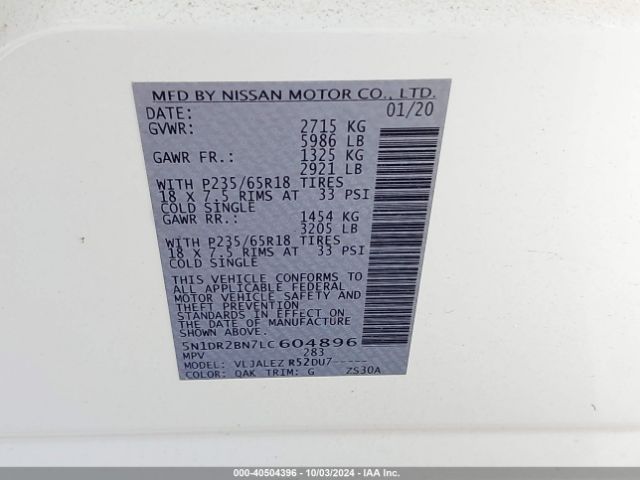 MFD BY NISSAN MOTOR CO., LTD.
DATE: 01/20
GVWR: 2715 KG
5986 LB
GAWR FR.: 1325 KG
2921 LB
WITH P235/65R18 TIRES
18 X 7.5 RIMS AT 33 PSI
COLD SINGLE
GAWR RR.: 1454 KG
3205 LB
WITH P235/65R18 TIRES
18 X 7.5 RIMS AT 33 PSI
COLD SINGLE
THIS VEHICLE CONFORMS TO
ALL APPLICABLE FEDERAL
MOTOR VEHICLE SAFETY AND
THEFT PREVENTION
STANDARDS IN EFFECT ON
THE DATE OF MANUFACTURE
SHOWN ABOVE.
5N1DR2BN7LC604896
MPV 283
MODEL: VLJALEZ R52DU7-----
COLOR: QAK TRIM: G ZS30A
000-40504396 - 10/03/2024 - Copyright IAA Inc.